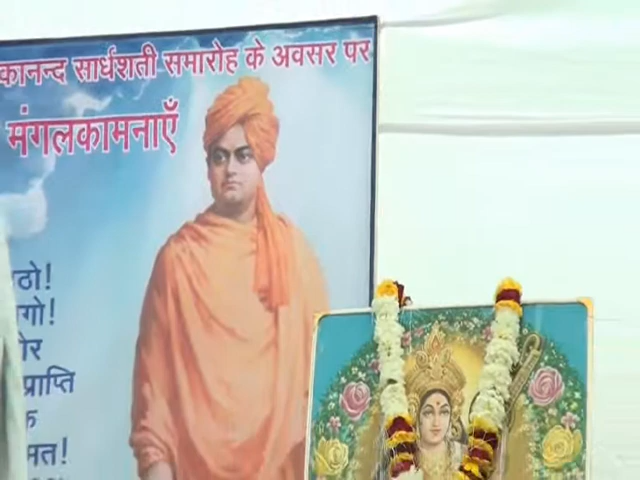 कानन्द सार्धशती समारोह के अवसर पर
मंगलकामनाएँ
ठो!
गो!
ोर
प्राप्ति
क
मत!